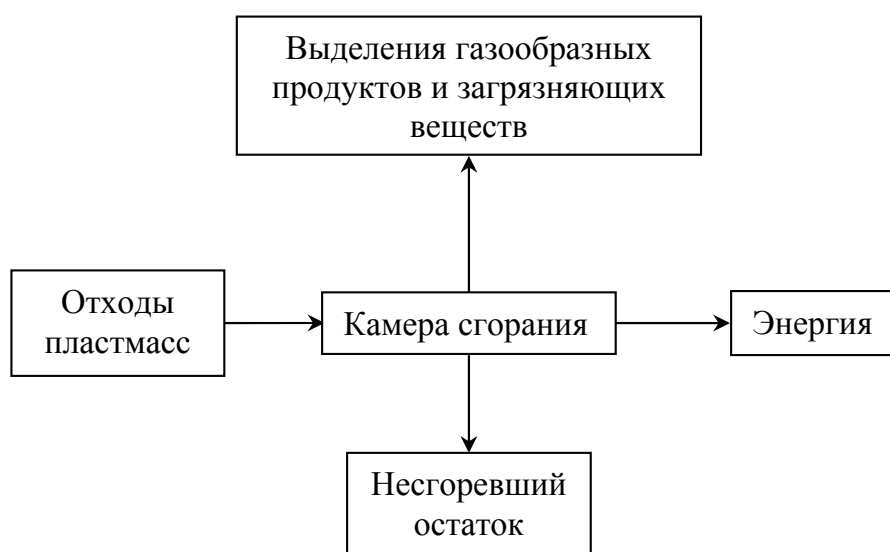 Выделения газообразных
продуктов и загрязняющих
веществ
Отходы
пластмасс
Камера сгорания
Энергия
Несгоревший
остаток